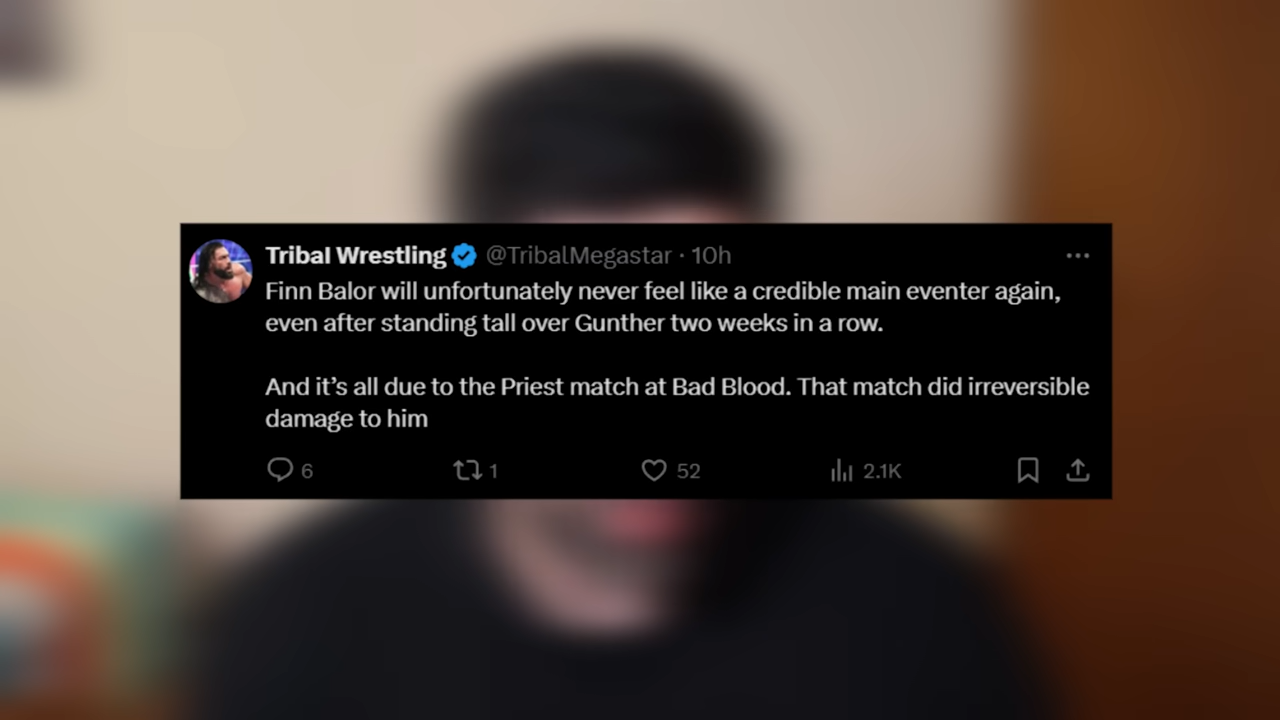 Tribal Wrestling @TribalMegastar · 10h
Finn Balor will unfortunately never feel like a credible main eventer again,
even after standing tall over Gunther two weeks in a row.
And it’s all due to the Priest match at Bad Blood. That match did irreversible
damage to him
6 1 52 2.1K